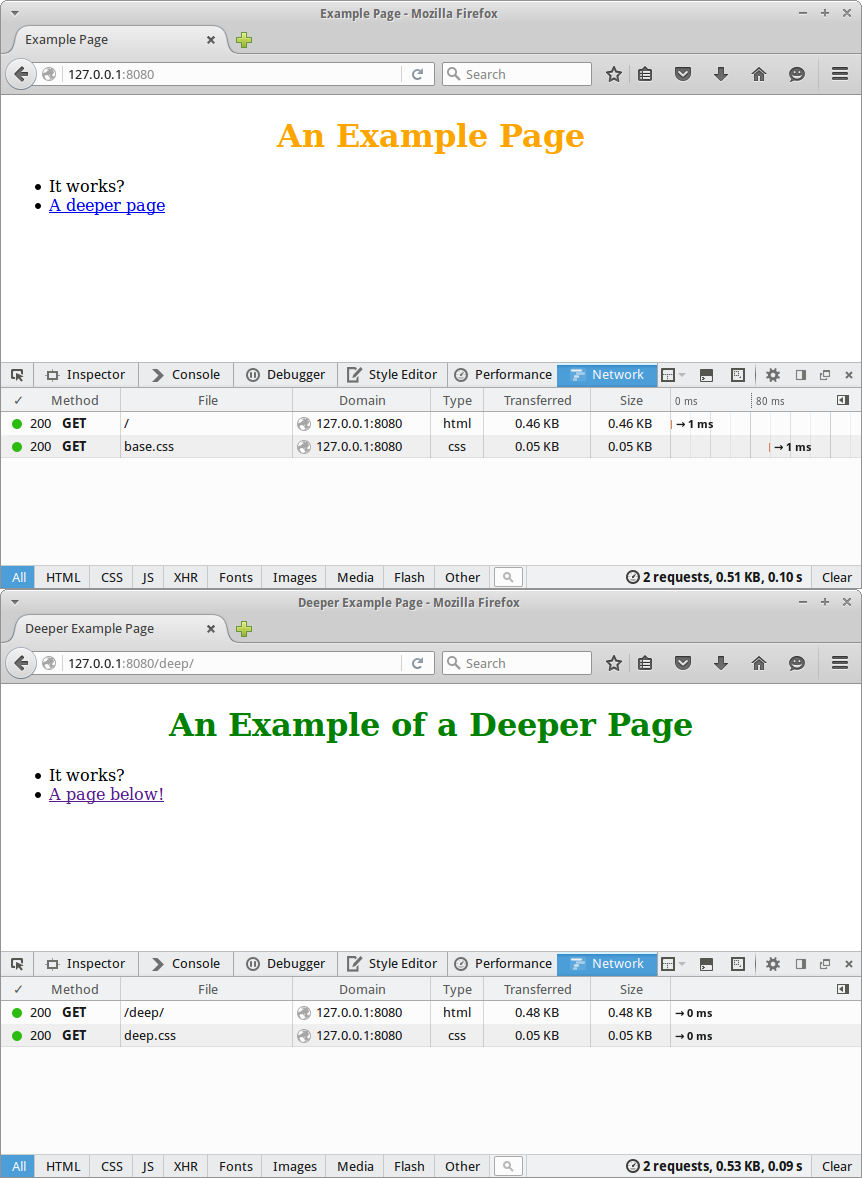 Example Page - Mozilla Firefox
Example Page
127.0.0.1:8080 Search
An Example Page
It works?
A deeper page
Inspector Console Debugger Style Editor Performance Network
✓ Method File Domain Type Transferred Size 0 ms 80 ms
200 GET / 127.0.0.1:8080 html 0.46 KB 0.46 KB → 1 ms
200 GET base.css 127.0.0.1:8080 css 0.05 KB 0.05 KB → 1 ms
All HTML CSS JS XHR Fonts Images Media Flash Other 2 requests, 0.51 KB, 0.10 s Clear
Deeper Example Page - Mozilla Firefox
Deeper Example Page
127.0.0.1:8080/deep/ Search
An Example of a Deeper Page
It works?
A page below!
Inspector Console Debugger Style Editor Performance Network
✓ Method File Domain Type Transferred Size
200 GET /deep/ 127.0.0.1:8080 html 0.48 KB 0.48 KB → 0 ms
200 GET deep.css 127.0.0.1:8080 css 0.05 KB 0.05 KB → 0 ms
All HTML CSS JS XHR Fonts Images Media Flash Other 2 requests, 0.53 KB, 0.09 s Clear